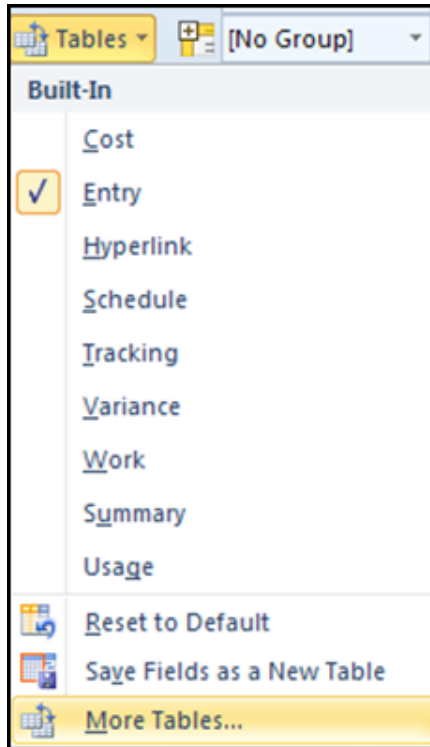 Tables [No Group]
Built-In
Cost
Entry
Hyperlink
Schedule
Tracking
Variance
Work
Summary
Usage
Reset to Default
Save Fields as a New Table
More Tables...